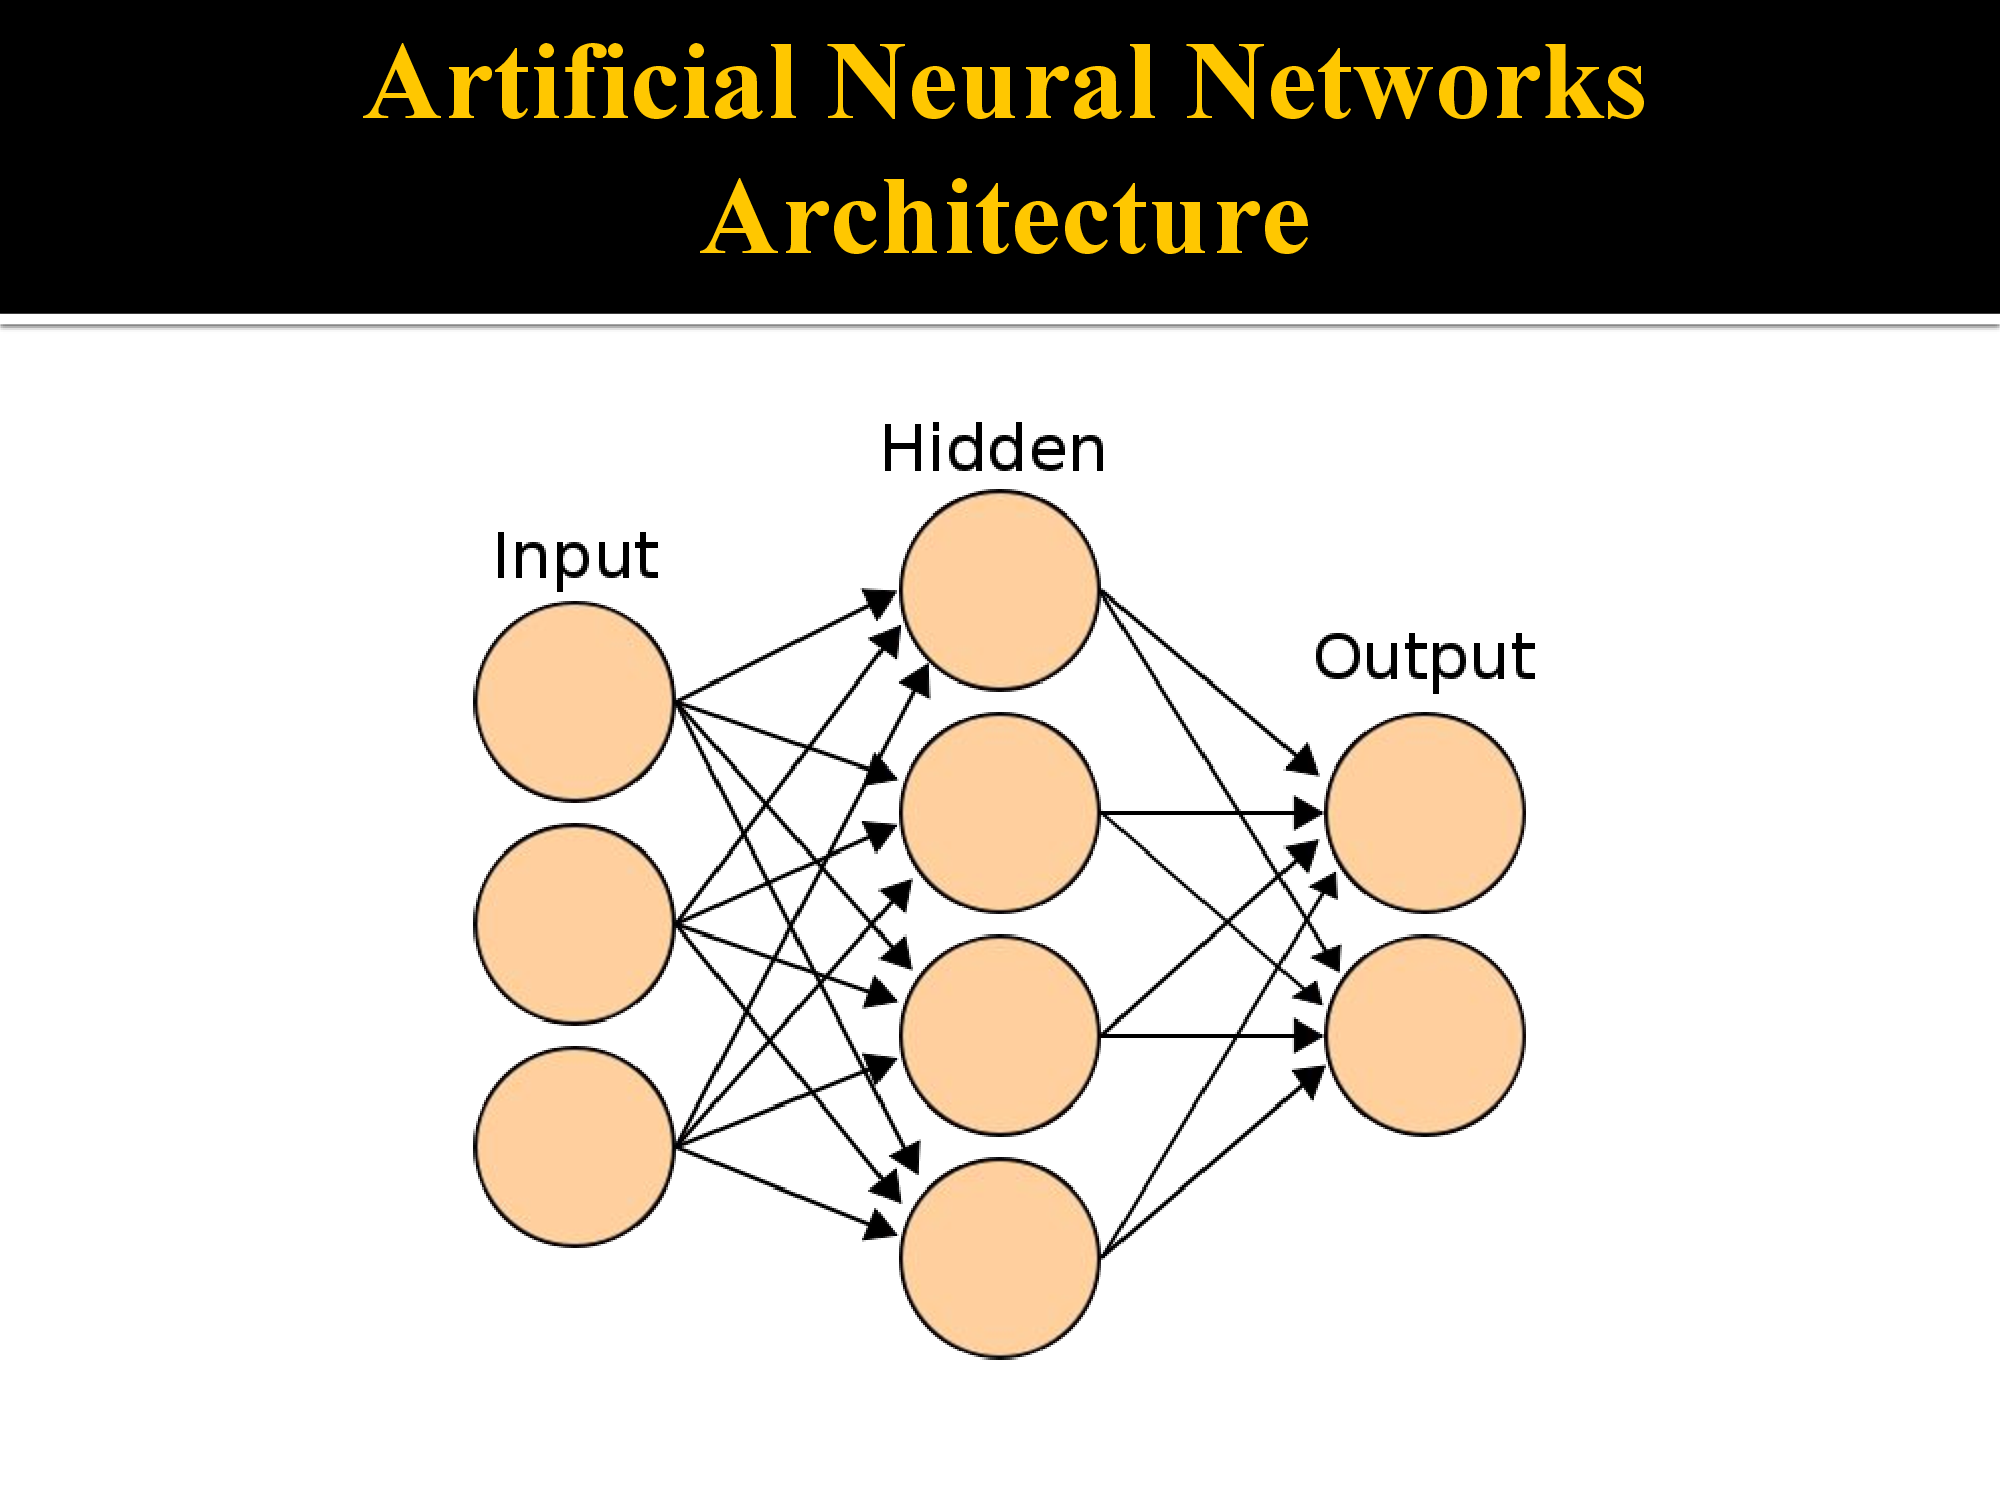 Artificial Neural Networks
Architecture
Hidden
Input
Output